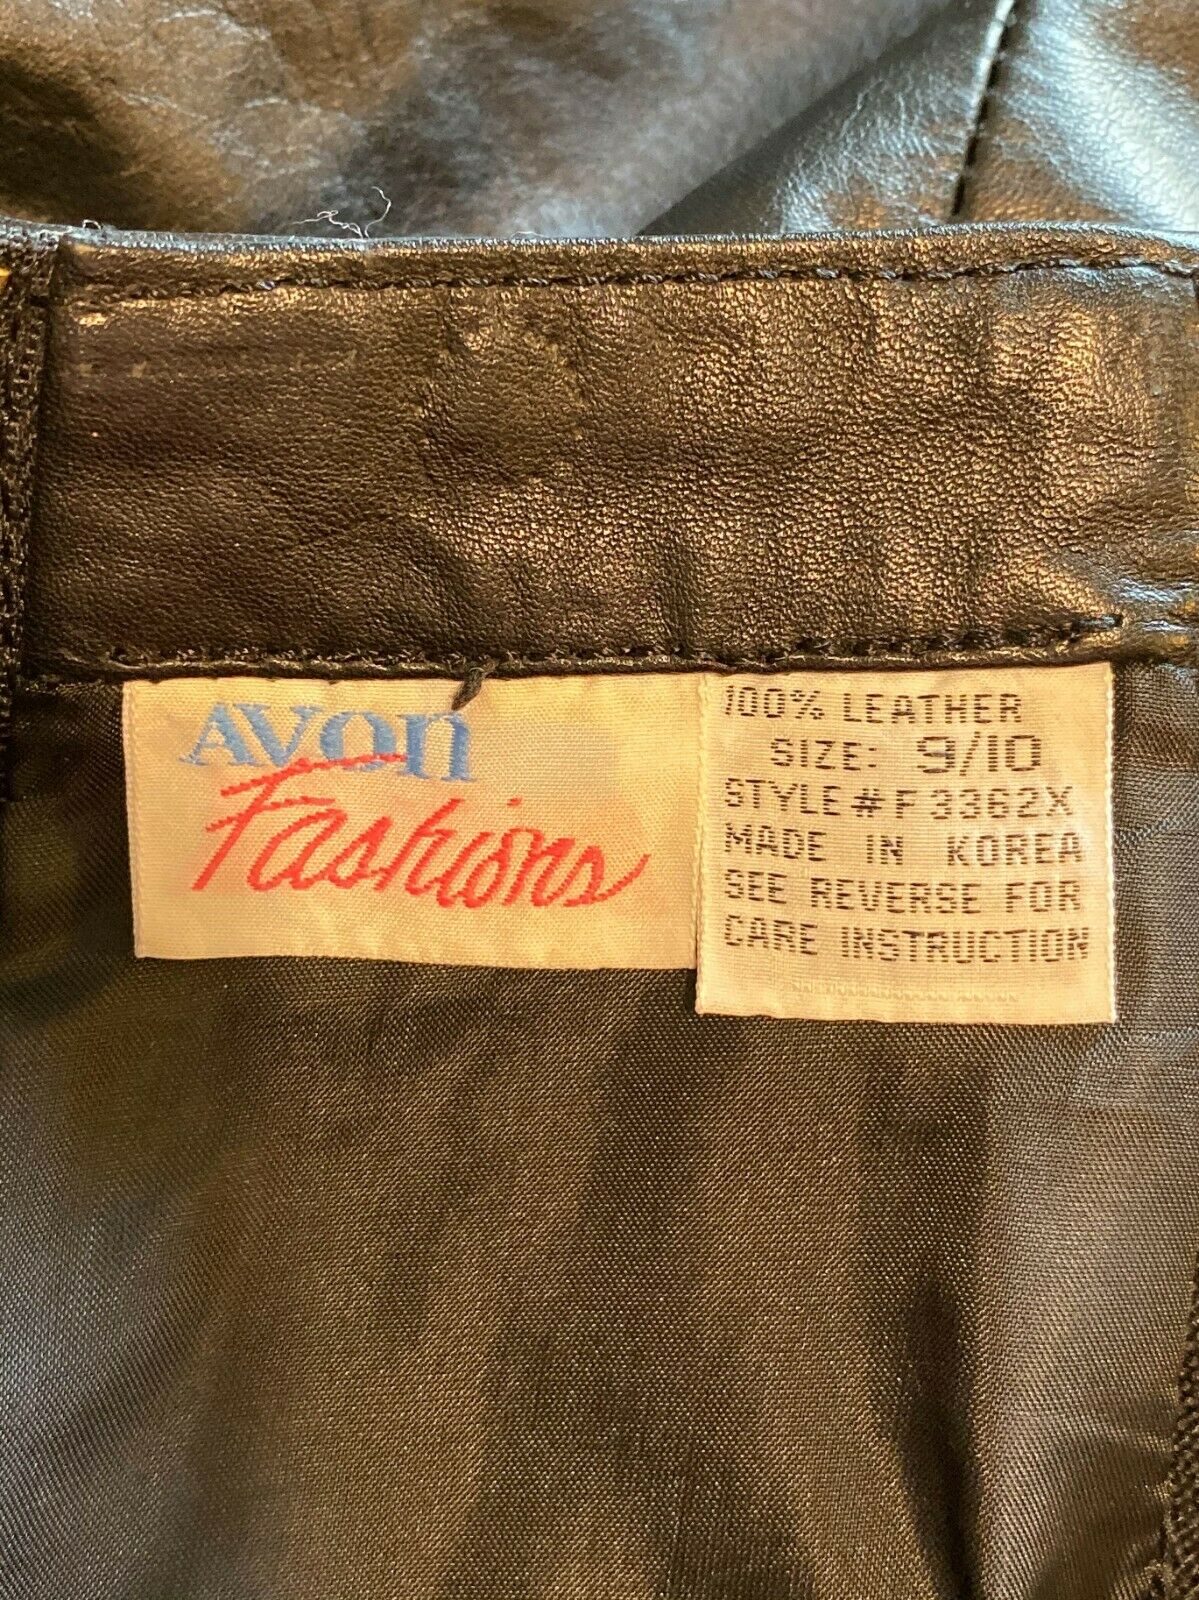 AVON
Fashions
100% LEATHER
SIZE: 9/10
STYLE # F3362X
MADE IN KOREA
SEE REVERSE FOR
CARE INSTRUCTION